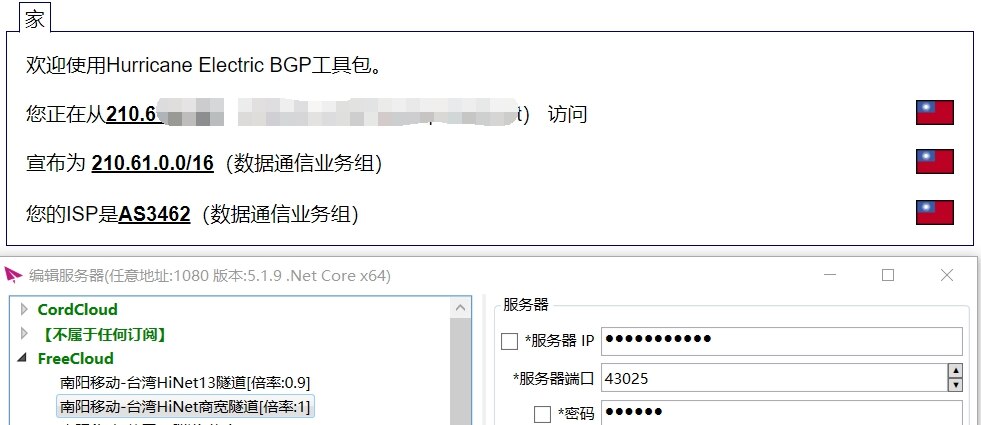 家
欢迎使用Hurricane Electric BGP工具包。
您正在从210.6 t） 访问
宣布为 210.61.0.0/16（数据通信业务组）
您的ISP是AS3462（数据通信业务组）
编辑服务器(任意地址:1080 版本:5.1.9 .Net Core x64)
CordCloud
【不属于任何订阅】
FreeCloud
南阳移动-台湾HiNet13隧道[倍率:0.9]
南阳移动-台湾HiNet商宽隧道[倍率:1]
服务器
*服务器 IP ●●●●●●●●●●●
*服务器端口 43025
*密码 ●●●●●●